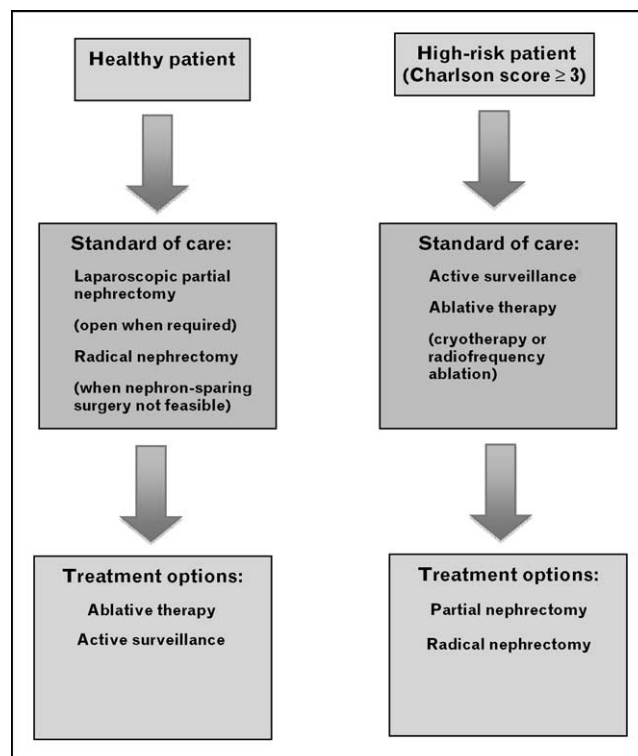 Healthy patient
High-risk patient
(Charlson score ≥ 3)
Standard of care:
Laparoscopic partial
nephrectomy
(open when required)
Radical nephrectomy
(when nephron-sparing
surgery not feasible)
Standard of care:
Active surveillance
Ablative therapy
(cryotherapy or
radiofrequency
ablation)
Treatment options:
Ablative therapy
Active surveillance
Treatment options:
Partial nephrectomy
Radical nephrectomy